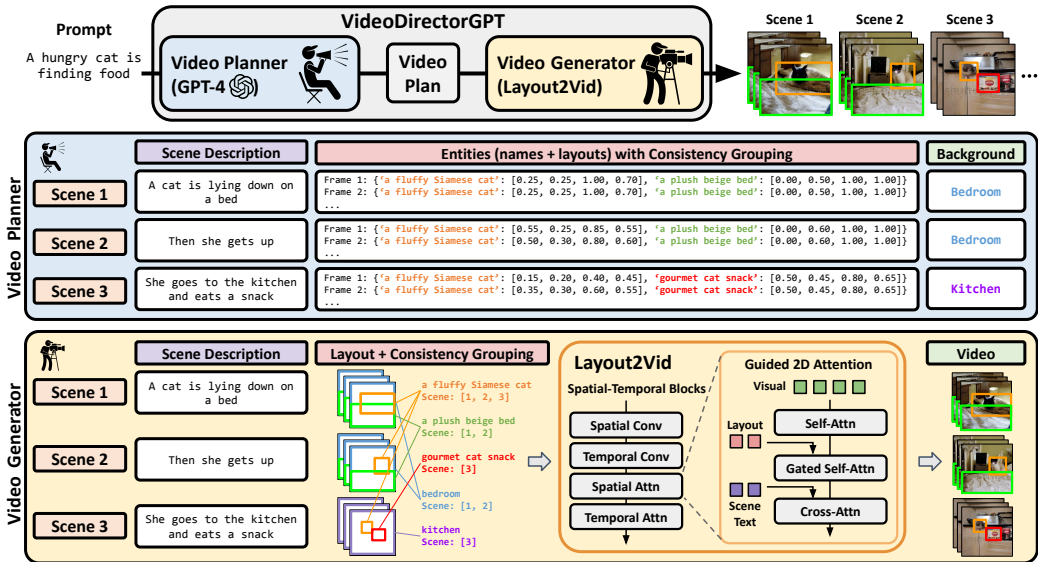 VideoDirectorGPT
Prompt
A hungry cat is
finding food
Video Planner
(GPT-4 )
Video
Plan
Video Generator
(Layout2Vid)
Scene 1
Scene 2
Scene 3
...
Video Planner
Scene Description
Entities (names + layouts) with Consistency Grouping
Background
Scene 1
A cat is lying down on
a bed
Frame 1: {‘a fluffy Siamese cat’: [0.25, 0.25, 1.00, 0.70], ‘a plush beige bed’: [0.00, 0.50, 1.00, 1.00]}
Frame 2: {‘a fluffy Siamese cat’: [0.25, 0.25, 1.00, 0.70], ‘a plush beige bed’: [0.00, 0.50, 1.00, 1.00]}
...
Bedroom
Scene 2
Then she gets up
Frame 1: {‘a fluffy Siamese cat’: [0.55, 0.25, 0.85, 0.55], ‘a plush beige bed’: [0.00, 0.60, 1.00, 1.00]}
Frame 2: {‘a fluffy Siamese cat’: [0.50, 0.30, 0.80, 0.60], ‘a plush beige bed’: [0.00, 0.60, 1.00, 1.00]}
...
Bedroom
Scene 3
She goes to the kitchen
and eats a snack
Frame 1: {‘a fluffy Siamese cat’: [0.15, 0.20, 0.40, 0.45], ‘gourmet cat snack’: [0.50, 0.45, 0.80, 0.65]}
Frame 2: {‘a fluffy Siamese cat’: [0.35, 0.30, 0.60, 0.55], ‘gourmet cat snack’: [0.50, 0.45, 0.80, 0.65]}
...
Kitchen
Video Generator
Scene Description
Layout + Consistency Grouping
Scene 1
A cat is lying down on
a bed
Scene 2
Then she gets up
Scene 3
She goes to the kitchen
and eats a snack
a fluffy Siamese cat
Scene: [1, 2, 3]
a plush beige bed
Scene: [1, 2]
gourmet cat snack
Scene: [3]
bedroom
Scene: [1, 2]
kitchen
Scene: [3]
Layout2Vid
Spatial-Temporal Blocks
Spatial Conv
Temporal Conv
Spatial Attn
Temporal Attn
Guided 2D Attention
Visual
Self-Attn
Layout
Gated Self-Attn
Scene
Text
Cross-Attn
Video